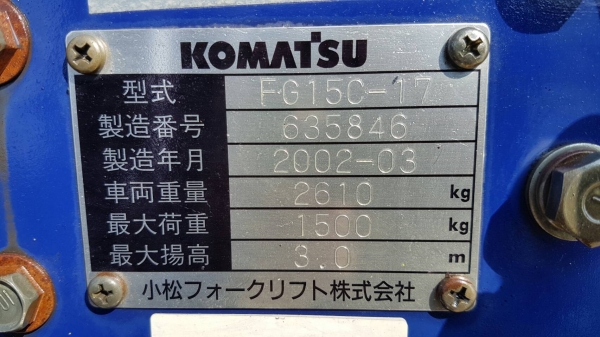 KOMATSU
型式 FG15C-17
製造番号 635846
製造年月 2002-03
車両重量 2610 kg
最大荷重 1500 kg
最大揚高 3.0 m
小松フォークリフト株式会社